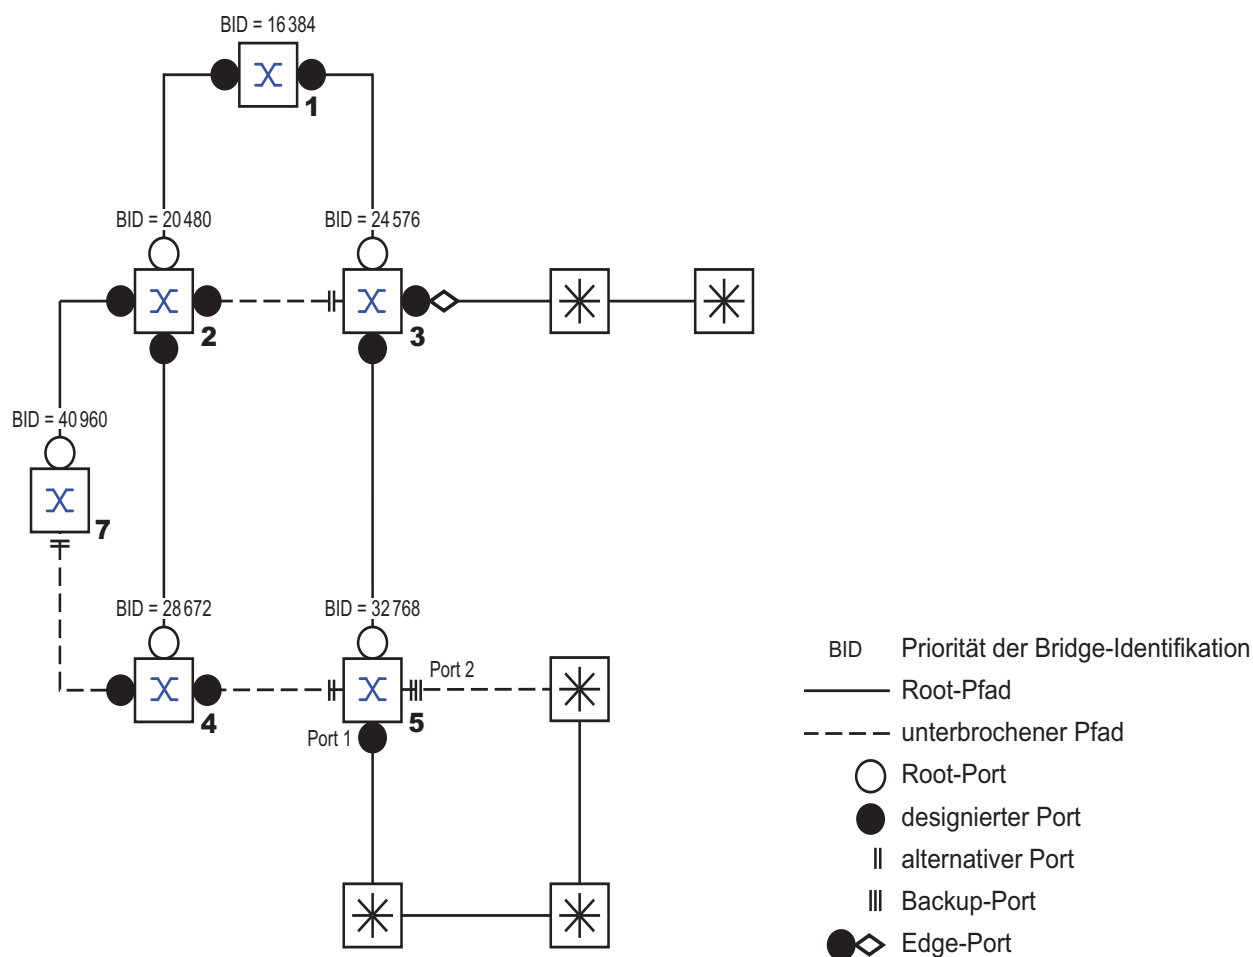 BID = 16 384
1
BID = 20 480
BID = 24 576
2
3
BID = 40 960
7
BID = 28 672
BID = 32 768
Port 2
4
5
Port 1
BID Priorität der Bridge-Identifikation
Root-Pfad
unterbrochener Pfad
Root-Port
designierter Port
alternativer Port
Backup-Port
Edge-Port